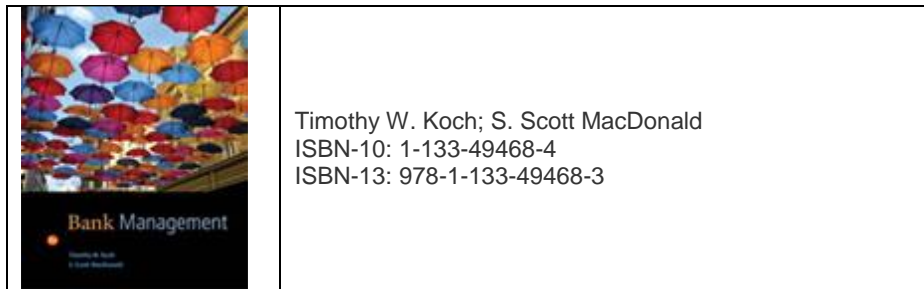 Bank Management
Timothy W. Koch; S. Scott MacDonald
ISBN-10: 1-133-49468-4
ISBN-13: 978-1-133-49468-3